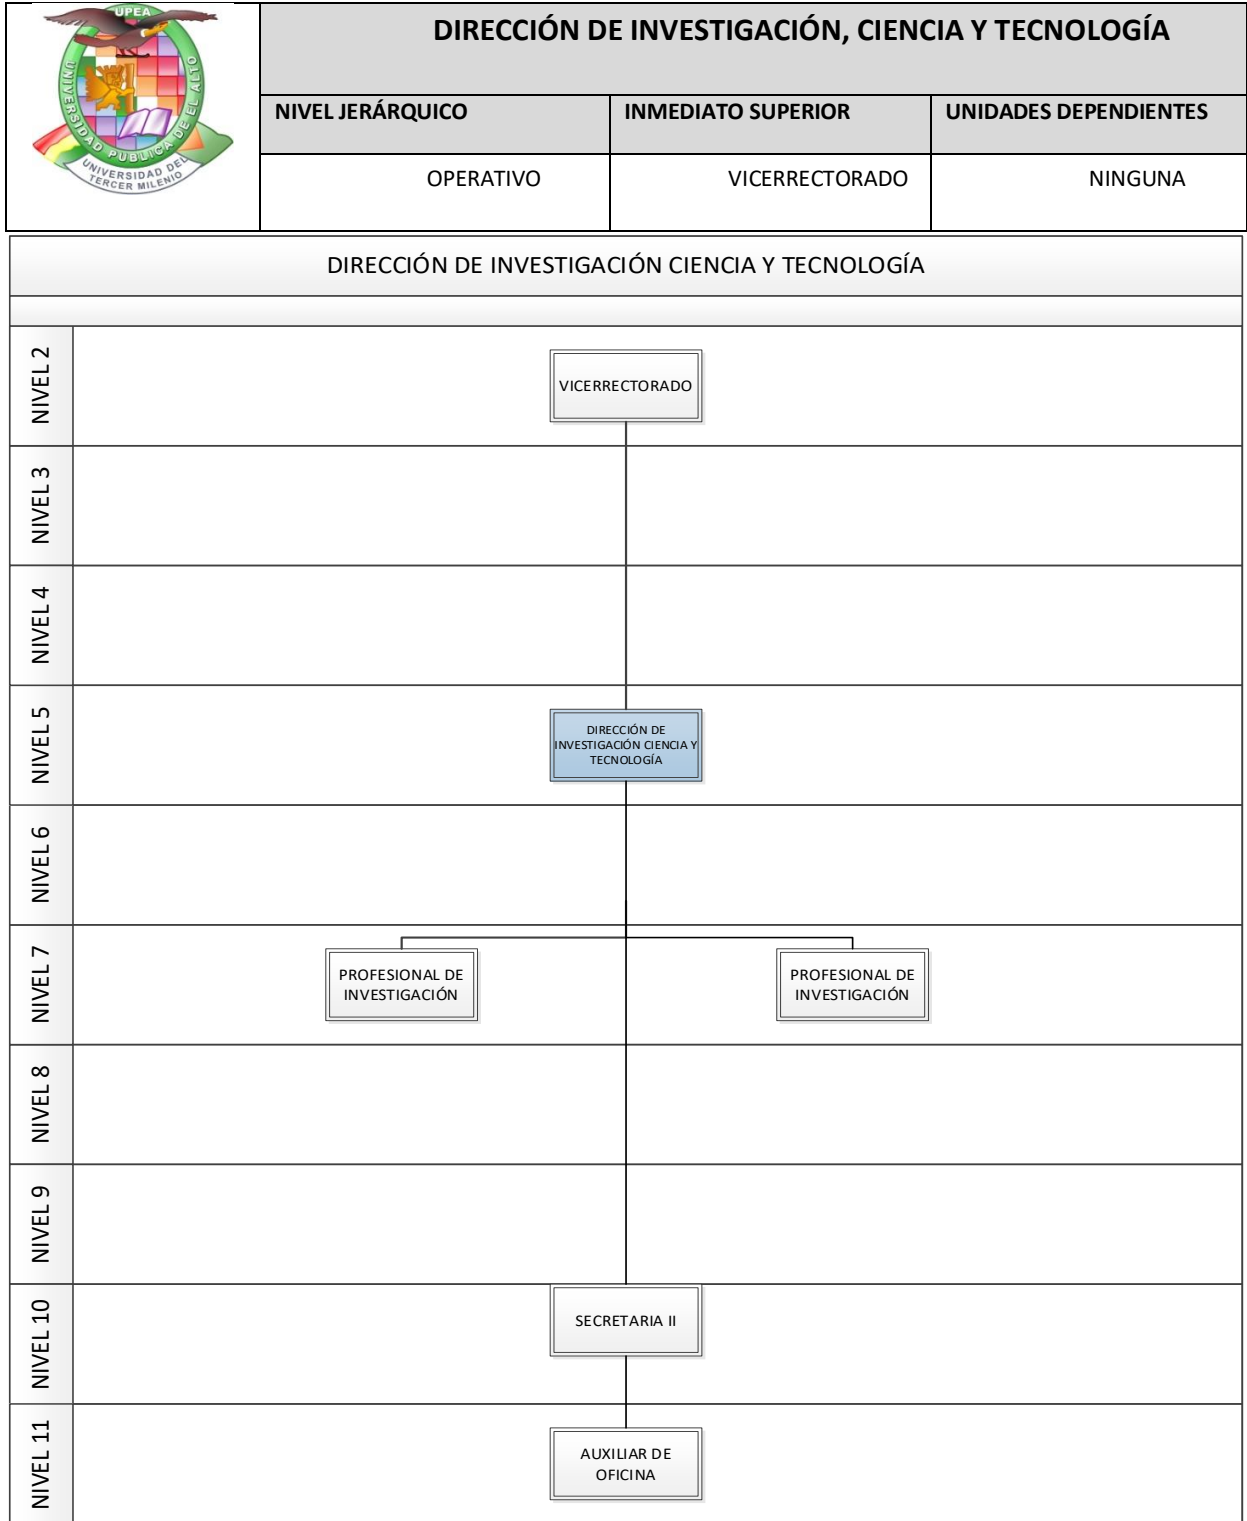 UPEA
UNIVERSIDAD PUBLICA DE EL ALTO
UNIVERSIDAD DEL
TERCER MILENIO
DIRECCIÓN DE INVESTIGACIÓN, CIENCIA Y TECNOLOGÍA
NIVEL JERÁRQUICO
INMEDIATO SUPERIOR
UNIDADES DEPENDIENTES
OPERATIVO
VICERRECTORADO
NINGUNA
DIRECCIÓN DE INVESTIGACIÓN CIENCIA Y TECNOLOGÍA
NIVEL 2
VICERRECTORADO
NIVEL 3
NIVEL 4
NIVEL 5
DIRECCIÓN DE
INVESTIGACIÓN CIENCIA Y
TECNOLOGÍA
NIVEL 6
NIVEL 7
PROFESIONAL DE
INVESTIGACIÓN
PROFESIONAL DE
INVESTIGACIÓN
NIVEL 8
NIVEL 9
NIVEL 10
SECRETARIA II
NIVEL 11
AUXILIAR DE
OFICINA